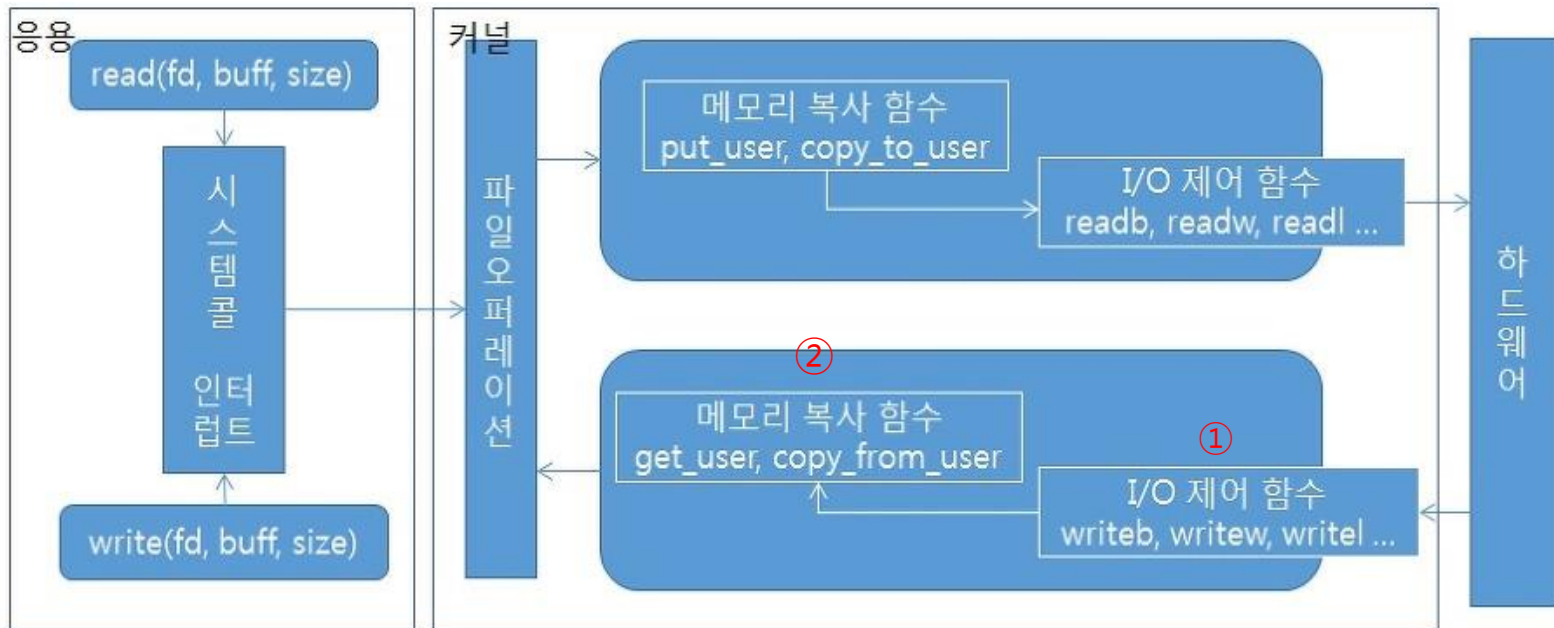 응용
read(fd, buff, size)
시
스
템
콜
인터
럽트
write(fd, buff, size)
커널
파
일
오
퍼
레
이
션
메모리 복사 함수
put_user, copy_to_user
I/O 제어 함수
readb, readw, readl ...
②
메모리 복사 함수
get_user, copy_from_user
①
I/O 제어 함수
writeb, writew, writel ...
하
드
웨
어